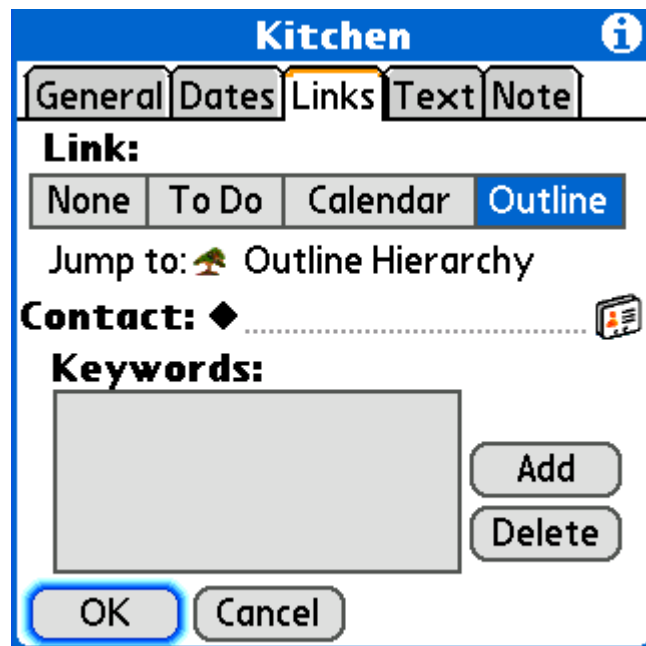 Kitchen
General Dates Links Text Note
Link:
None To Do Calendar Outline
Jump to: Outline Hierarchy
Contact:
Keywords:
Add
Delete
OK Cancel